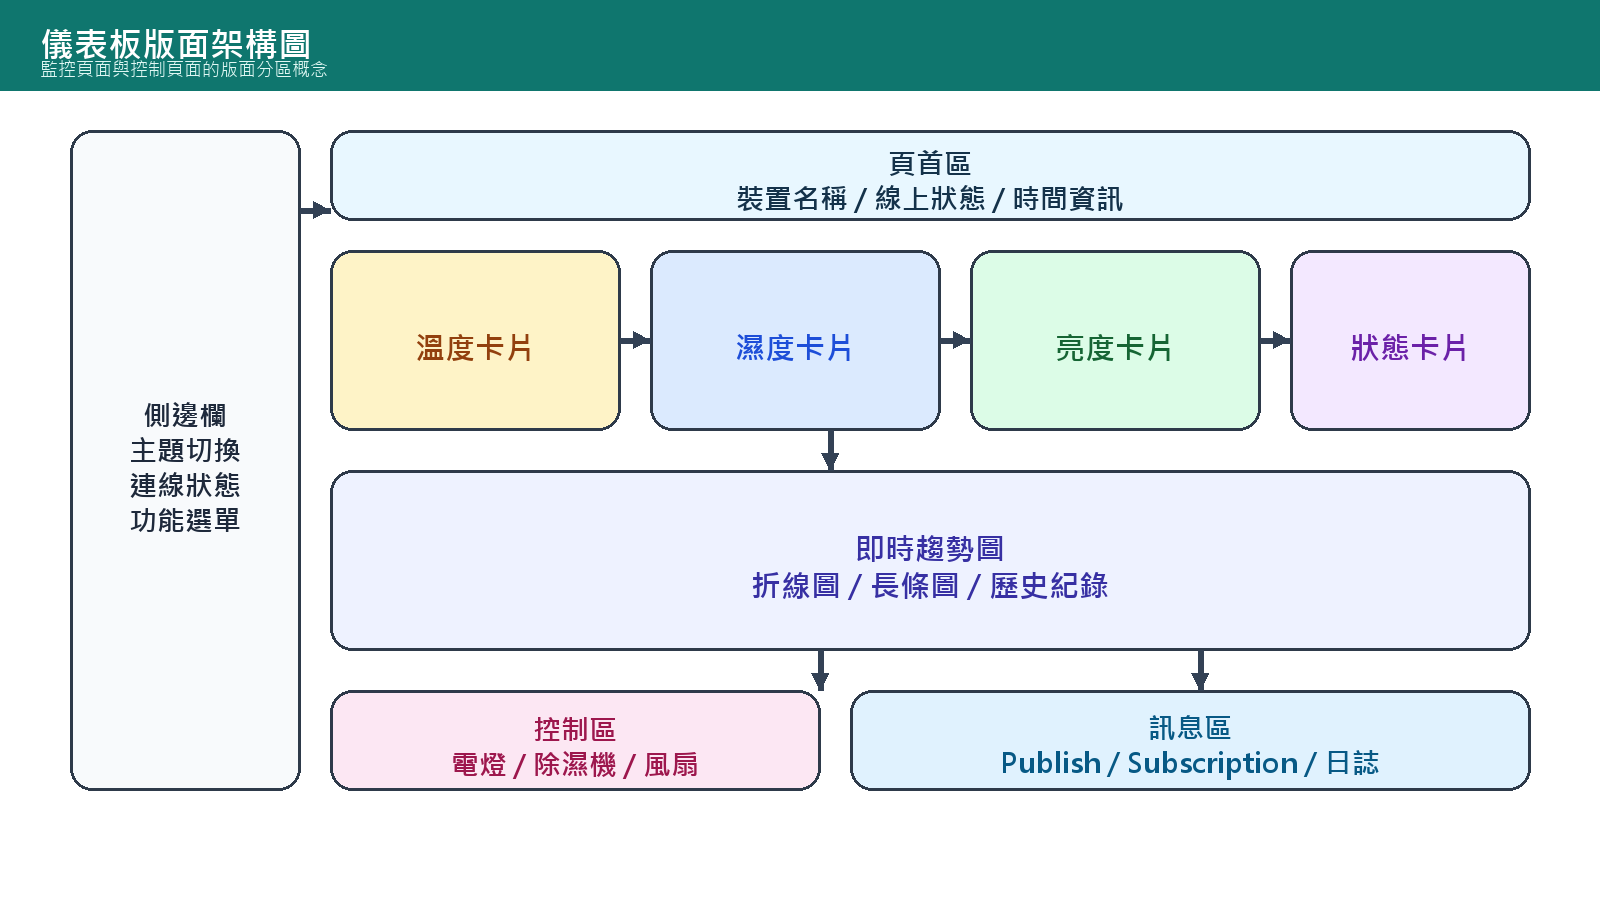 儀表板版面架構圖
監控頁面與控制頁面的版面分區概念
頁首區
裝置名稱 / 線上狀態 / 時間資訊
溫度卡片
濕度卡片
亮度卡片
狀態卡片
側邊欄
主題切換
連線狀態
功能選單
即時趨勢圖
折線圖 / 長條圖 / 歷史紀錄
控制區
電燈 / 除濕機 / 風扇
訊息區
Publish / Subscription / 日誌